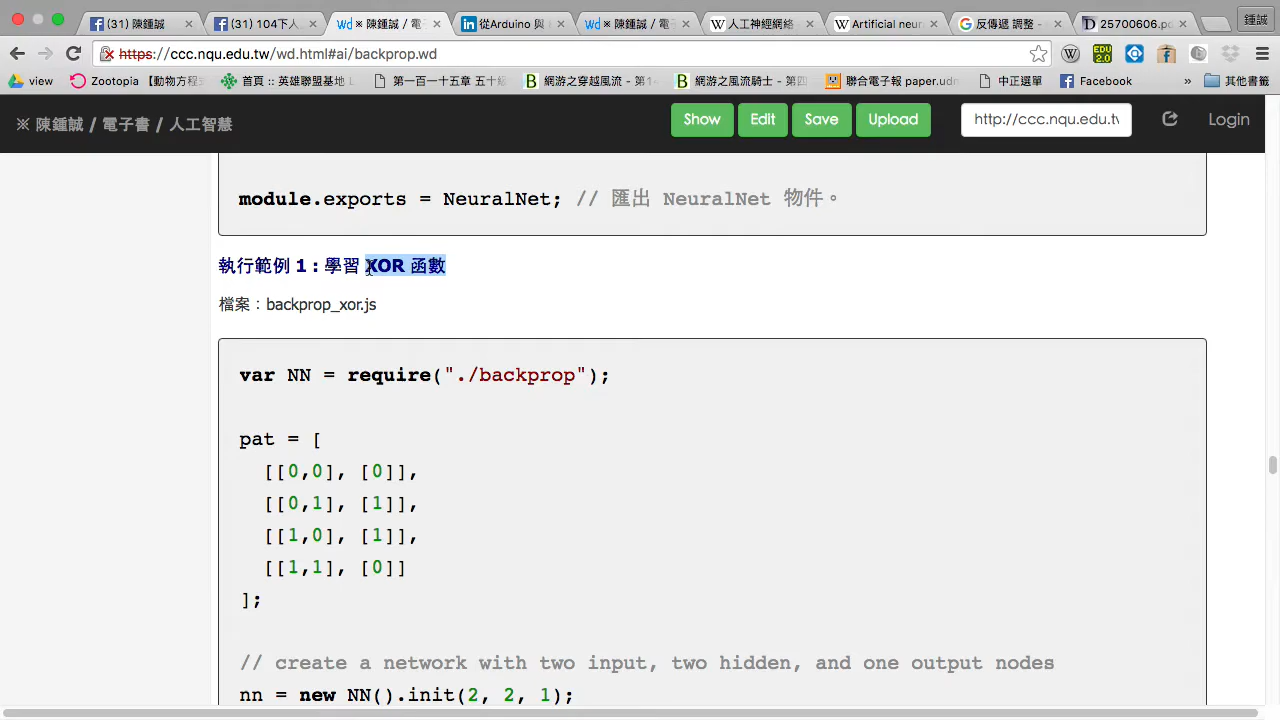 (31) 陳鍾誠
(31) 104下人
※ 陳鍾誠 / 電子
從Arduino 與
※ 陳鍾誠 / 電子
人工神經網絡
Artificial neur
反傳遞 調整 -
25700606.pd
鍾誠
https://ccc.nqu.edu.tw/wd.html#ai/backprop.wd
view
Zootopia 【動物方程
首頁 :: 英雄聯盟基地 L
第一百一十五章 五十級
網游之穿越風流 - 第1
網游之風流騎士 - 第四
聯合電子報 paper.udn
中正選單
Facebook
»
其他書籤
※ 陳鍾誠 / 電子書 / 人工智慧
Show
Edit
Save
Upload
http://ccc.nqu.edu.tv
Login
module.exports = NeuralNet; // 匯出 NeuralNet 物件。
執行範例 1：學習 XOR 函數
檔案：backprop_xor.js
var NN = require("./backprop");
pat = [
[[0,0], [0]],
[[0,1], [1]],
[[1,0], [1]],
[[1,1], [0]]
];
// create a network with two input, two hidden, and one output nodes
nn = new NN().init(2, 2, 1);